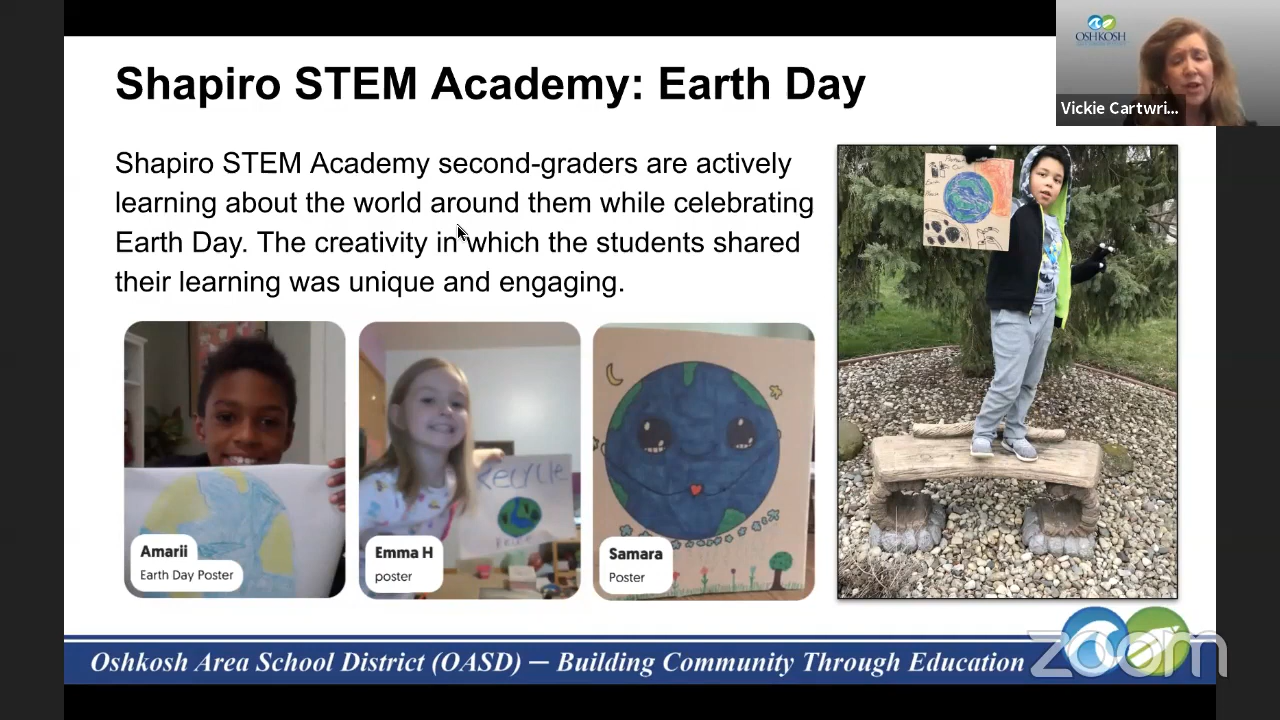 OSHKOSH
Vickie Cartwri...
Shapiro STEM Academy: Earth Day
Shapiro STEM Academy second-graders are actively
learning about the world around them while celebrating
Earth Day. The creativity in which the students shared
their learning was unique and engaging.
Earth
RecycLe
Amarii
Earth Day Poster
Emma H
poster
Samara
Poster
Oshkosh Area School District (OASD) — Building Community Through Education
zoom